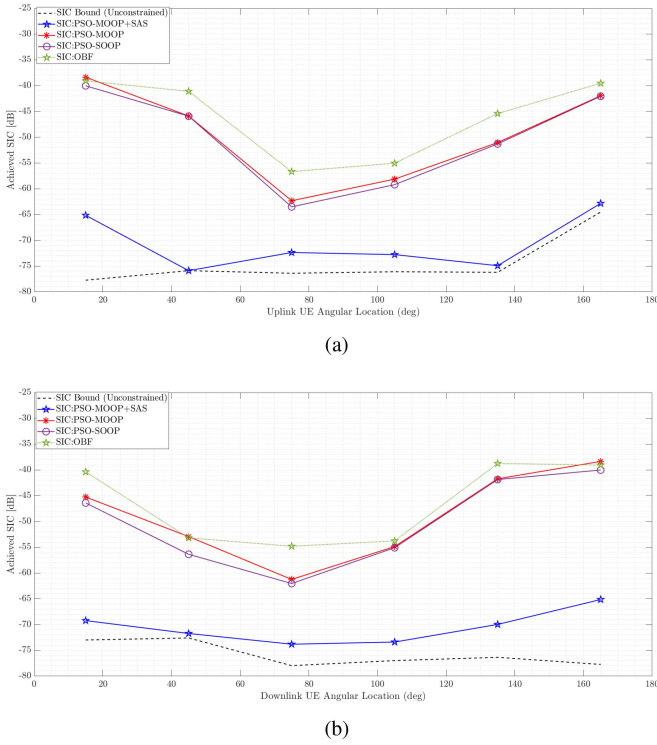 -25
-30
-35
-40
-45
-50
-55
-60
-65
-70
-75
-80
Achieved SIC [dB]
SIC Bound (Unconstrained)
SIC:PSO-MOOP+SAS
SIC:PSO-MOOP
SIC:PSO-SOOP
SIC:OBF
0 20 40 60 80 100 120 140 160 180
Uplink UE Angular Location (deg)
(a)
-25
-30
-35
-40
-45
-50
-55
-60
-65
-70
-75
-80
Achieved SIC [dB]
SIC Bound (Unconstrained)
SIC:PSO-MOOP+SAS
SIC:PSO-MOOP
SIC:PSO-SOOP
SIC:OBF
0 20 40 60 80 100 120 140 160 180
Downlink UE Angular Location (deg)
(b)